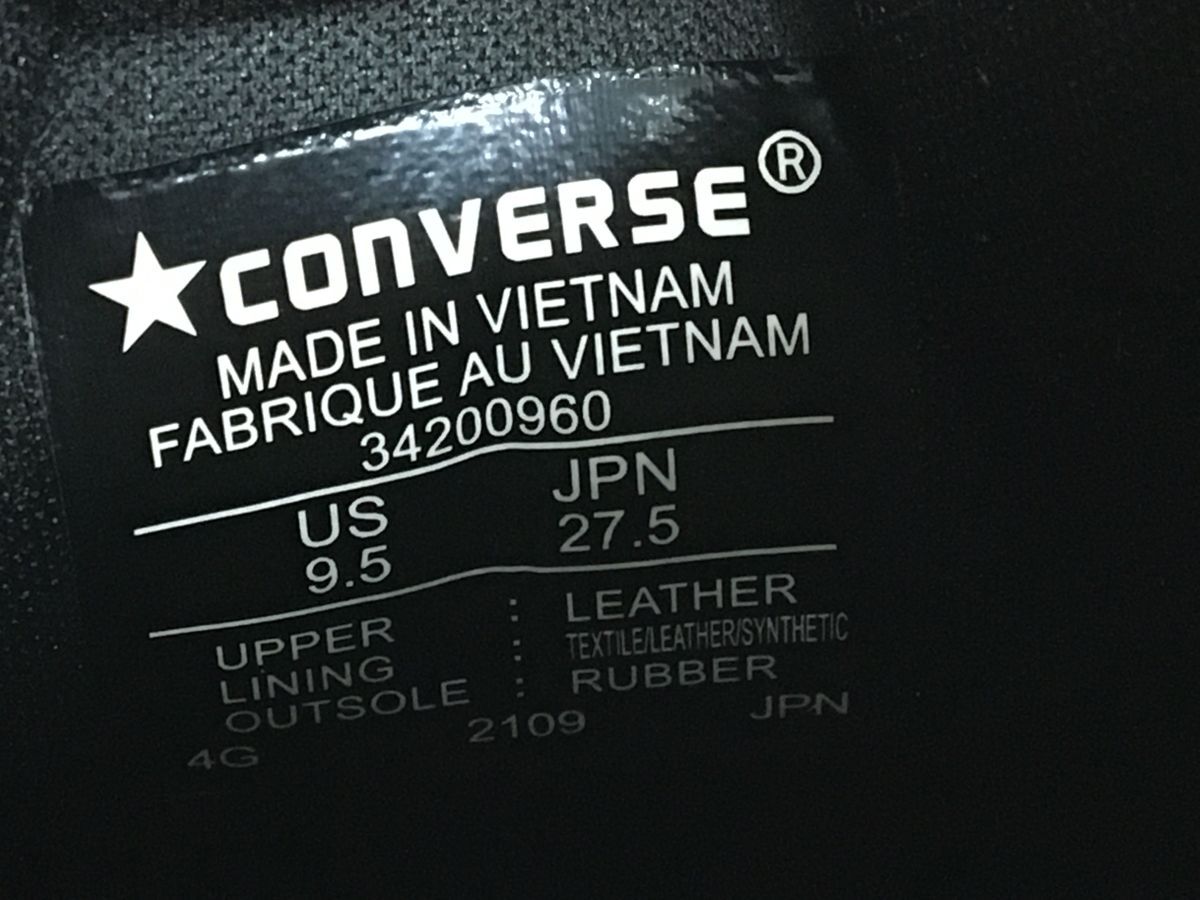 ★CONVERSE®
MADE IN VIETNAM
FABRIQUE AU VIETNAM
34200960
US JPN
9.5 27.5
UPPER : LEATHER
LINING : TEXTILE/LEATHER/SYNTHETIC
OUTSOLE : RUBBER
4G 2109 JPN